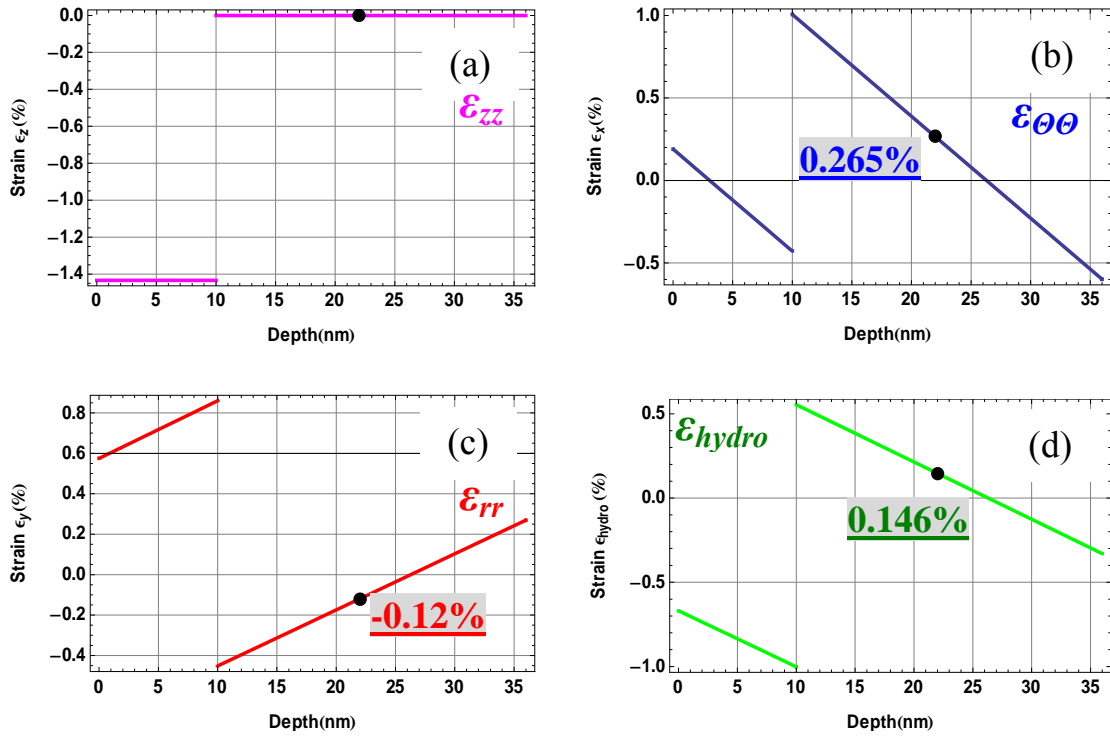 0.0
−0.2
−0.4
−0.6
−0.8
−1.0
−1.2
−1.4
Strain ϵz(%)
(a)
εzz
0 5 10 15 20 25 30 35
Depth(nm)
1.0
0.5
0.0
−0.5
Strain ϵx(%)
(b)
εΘΘ
0.265%
0 5 10 15 20 25 30 35
Depth(nm)
0.8
0.6
0.4
0.2
0.0
−0.2
−0.4
Strain ϵy(%)
(c)
εrr
-0.12%
0 5 10 15 20 25 30 35
Depth(nm)
0.5
0.0
−0.5
−1.0
Strain ϵhydro(%)
εhydro
(d)
0.146%
0 5 10 15 20 25 30 35
Depth(nm)